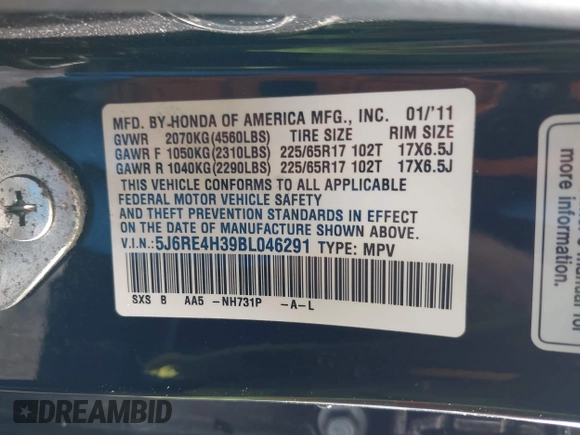 MFD. BY-HONDA OF AMERICA MFG., INC. 01/'11
GVWR 2070KG(4560LBS) TIRE SIZE RIM SIZE
GAWR F 1050KG(2310LBS) 225/65R17 102T 17X6.5J
GAWR R 1040KG(2290LBS) 225/65R17 102T 17X6.5J
THIS VEHICLE CONFORMS TO ALL APPLICABLE
FEDERAL MOTOR VEHICLE SAFETY
AND THEFT PREVENTION STANDARDS IN EFFECT
ON THE DATE OF MANUFACTURE SHOWN ABOVE.
V.I.N.:5J6RE4H39BL046291 TYPE: MPV
SXS B AA5 -NH731P -A-L
more
information.
DREAMBID